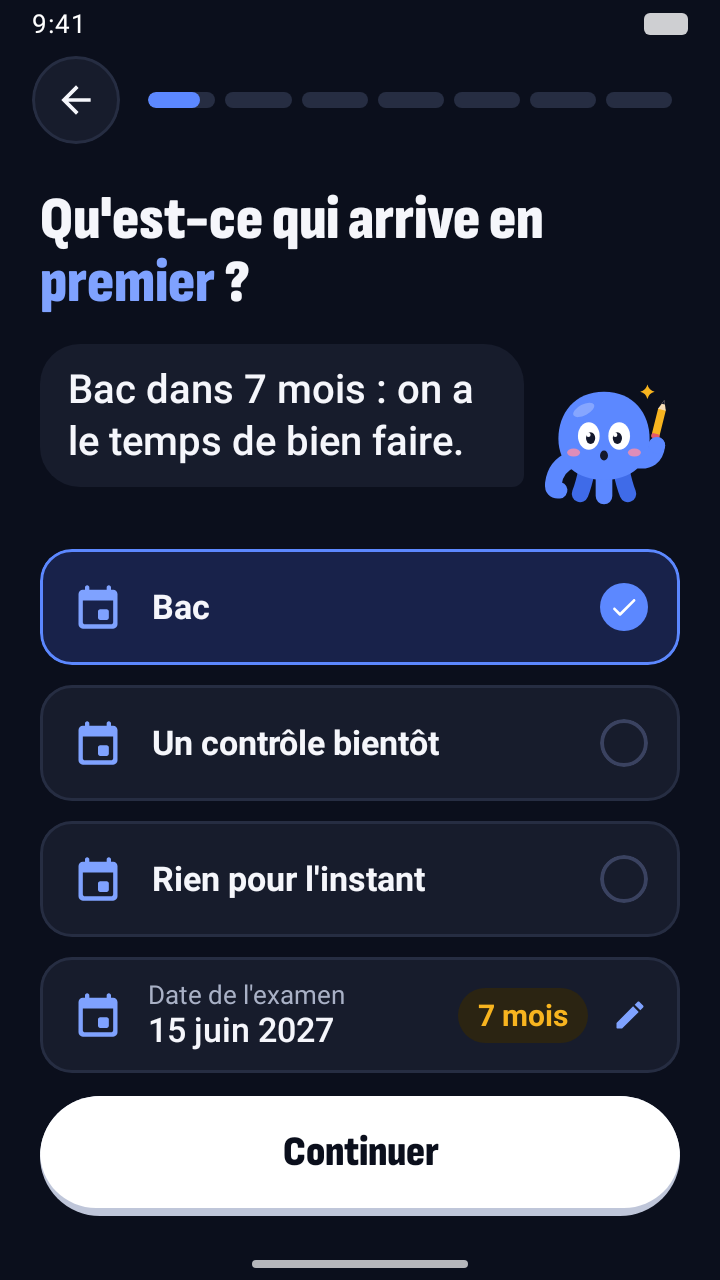 9:41
Qu'est-ce qui arrive en
premier ?
Bac dans 7 mois : on a
le temps de bien faire.
Bac
Un contrôle bientôt
Rien pour l'instant
Date de l'examen
15 juin 2027
7 mois
Continuer